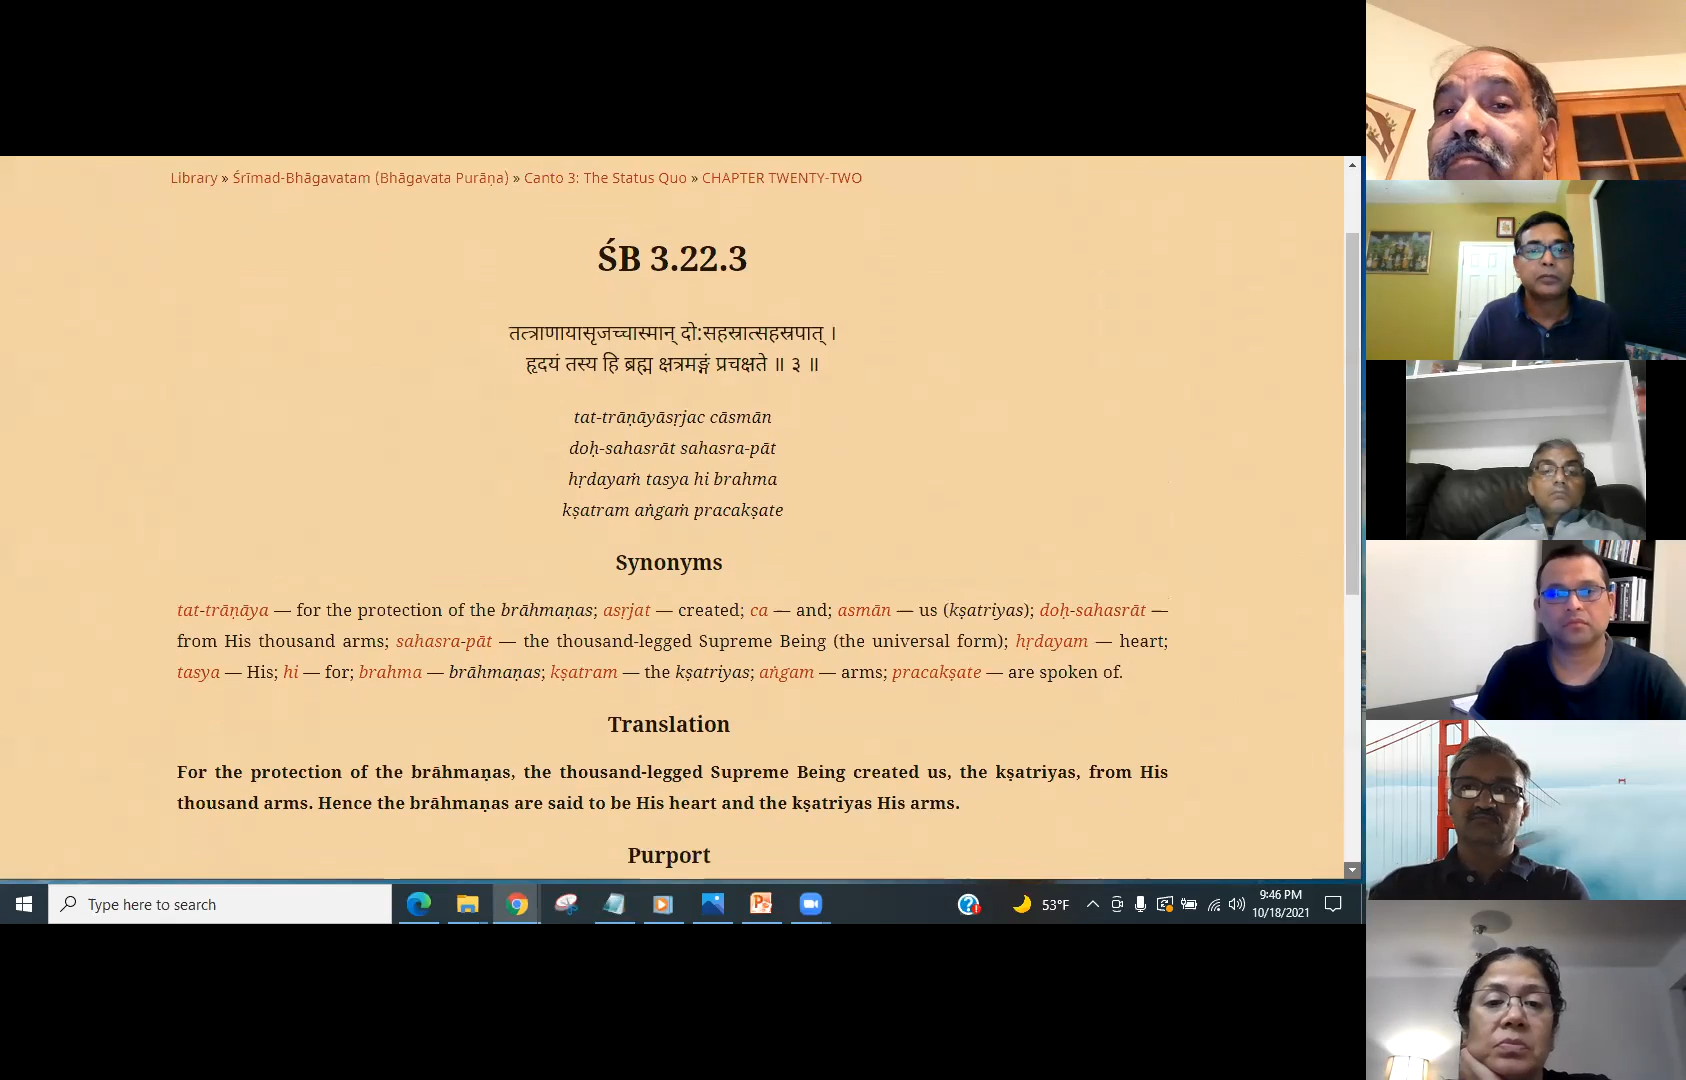 Library » Śrīmad-Bhāgavatam (Bhāgavata Purāṇa) » Canto 3: The Status Quo » CHAPTER TWENTY-TWO
ŚB 3.22.3
तत्त्राणायासृजच्चास्मान् दो:सहस्रात्सहस्रपात् ।
हृदयं तस्य हि ब्रह्म क्षत्रमङ्गं प्रचक्षते ॥ ३ ॥
tat-trāṇāyāsṛjac cāsmān
doḥ-sahasrāt sahasra-pāt
hṛdayaṁ tasya hi brahma
kṣatram aṅgaṁ pracakṣate
Synonyms
tat-trāṇāya — for the protection of the brāhmaṇas; asṛjat — created; ca — and; asmān — us (kṣatriyas); doḥ-sahasrāt —
from His thousand arms; sahasra-pāt — the thousand-legged Supreme Being (the universal form); hṛdayam — heart;
tasya — His; hi — for; brahma — brāhmaṇas; kṣatram — the kṣatriyas; aṅgam — arms; pracakṣate — are spoken of.
Translation
For the protection of the brāhmaṇas, the thousand-legged Supreme Being created us, the kṣatriyas, from His
thousand arms. Hence the brāhmaṇas are said to be His heart and the kṣatriyas His arms.
Purport
Type here to search
53°F
9:46 PM
10/18/2021